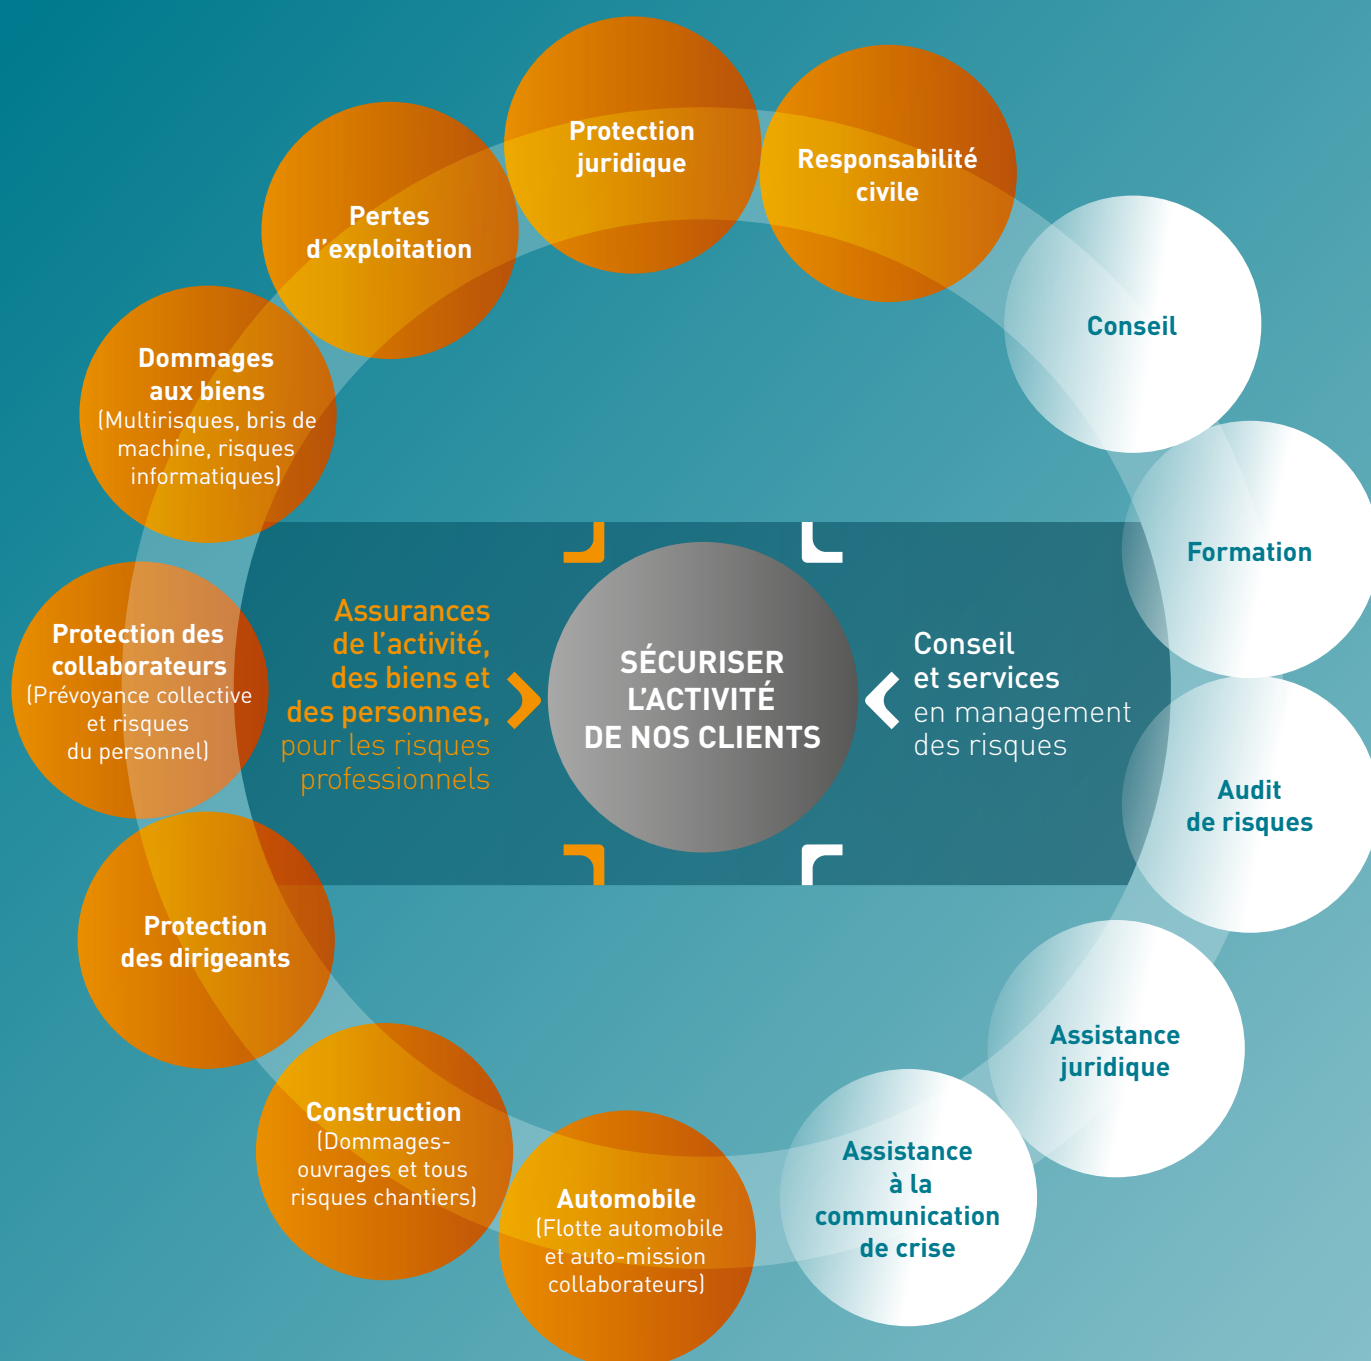 Protection
juridique
Responsabilité
civile
Pertes
d'exploitation
Conseil
Dommages
aux biens
(Multirisques, bris de
machine, risques
informatiques)
Formation
Protection des
collaborateurs
(Prévoyance collective
et risques
du personnel)
Assurances
de l'activité,
des biens et
des personnes,
pour les risques
professionnels
SÉCURISER
L'ACTIVITÉ
DE NOS CLIENTS
Conseil
et services
en management
des risques
Audit
de risques
Protection
des dirigeants
Assistance
juridique
Construction
(Dommages-
ouvrages et tous
risques chantiers)
Automobile
(Flotte automobile
et auto-mission
collaborateurs)
Assistance
à la
communication
de crise